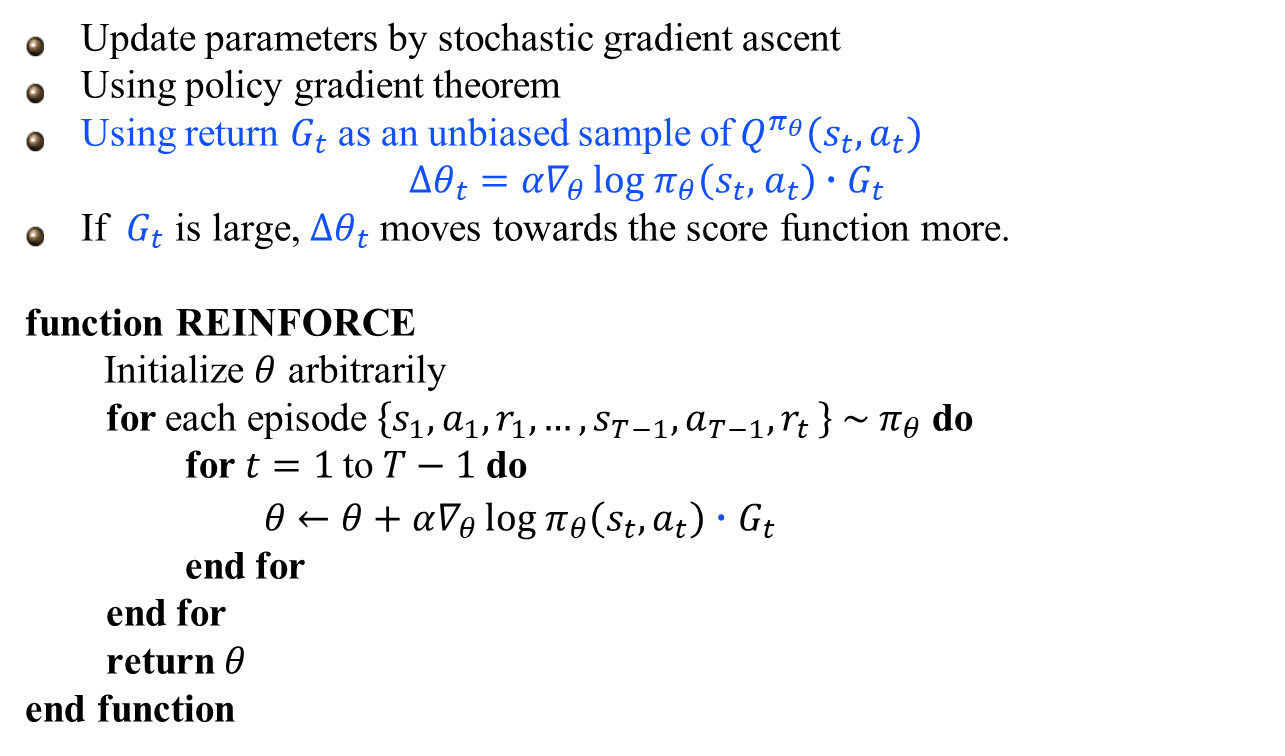 Update parameters by stochastic gradient ascent
Using policy gradient theorem
Using return G_t as an unbiased sample of Q^{π_θ}(s_t, a_t)
Δθ_t = α∇_θ log π_θ(s_t, a_t) · G_t
If G_t is large, Δθ_t moves towards the score function more.
function REINFORCE
Initialize θ arbitrarily
for each episode {s_1, a_1, r_1, … , s_{T−1}, a_{T−1}, r_t } ~ π_θ do
for t = 1 to T − 1 do
θ ← θ + α∇_θ log π_θ(s_t, a_t) · G_t
end for
end for
return θ
end function